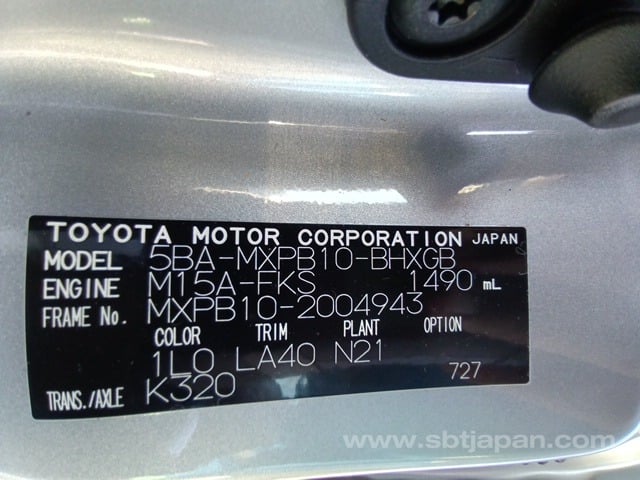 TOYOTA MOTOR CORPORATION JAPAN
MODEL 5BA-MXPB10-BHXGB
ENGINE M15A-FKS 1490 mL
FRAME No. MXPB10-2004943
COLOR TRIM PLANT OPTION
1L0 LA40 N21
727
TRANS./AXLE K320
www.sbtjapan.com